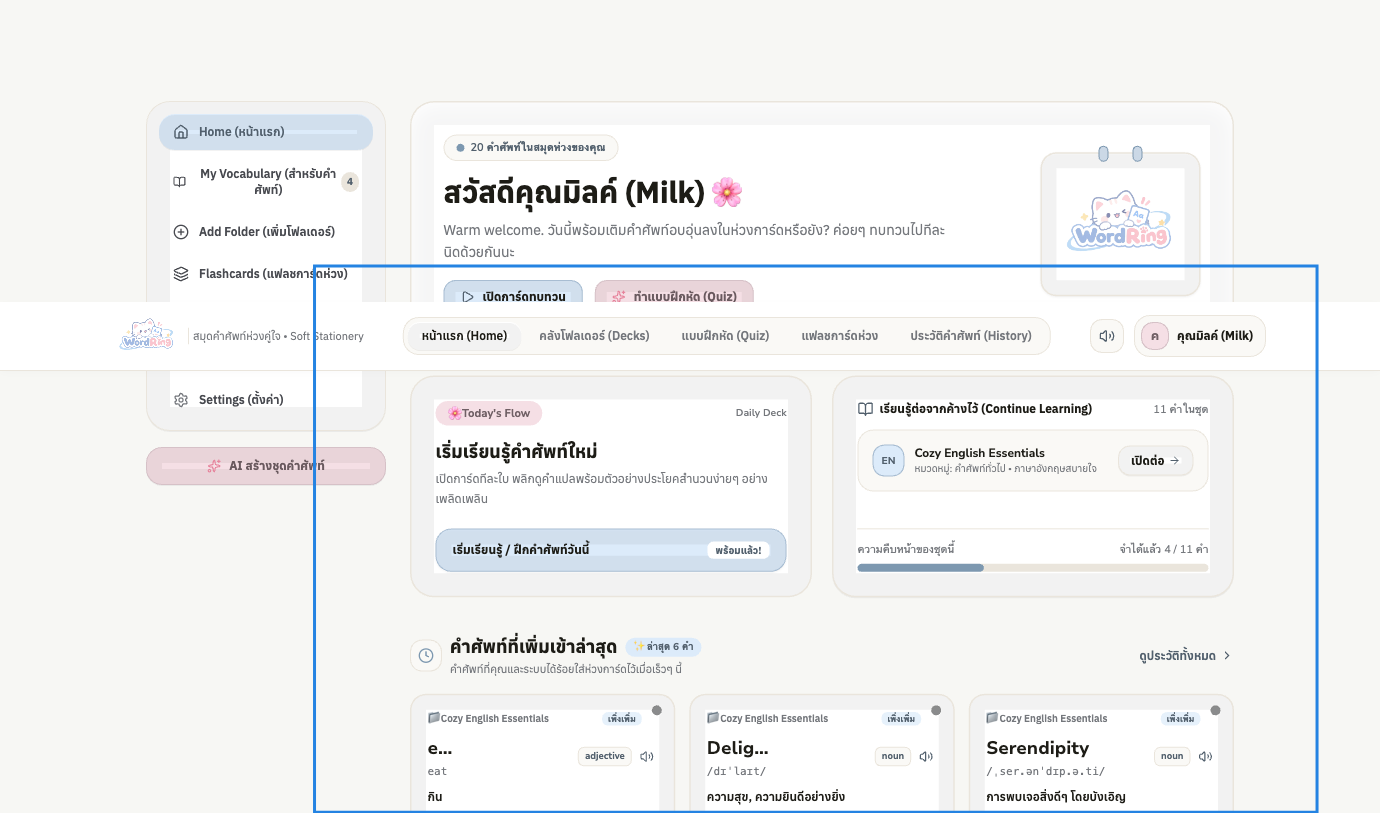 Home (หน้าแรก)
My Vocabulary (สำหรับคำ
ศัพท์)
4
Add Folder (เพิ่มโฟลเดอร์)
Flashcards (แฟลชการ์ดห่วง)
20 คำศัพท์ในสมุดห่วงของคุณ
สวัสดีคุณมิลค์ (Milk) 🌸
Warm welcome. วันนี้พร้อมเติมคำศัพท์อบอุ่นลงในห่วงการ์ดหรือยัง? ค่อยๆ ทบทวนไปทีละ
นิดด้วยกันนะ
Aa
WordRing
เปิดการ์ดทบทวน
ทำแบบฝึกหัด (Quiz)
WordRing
สมุดคำศัพท์ห่วงคู่ใจ • Soft Stationery
หน้าแรก (Home)
คลังโฟลเดอร์ (Decks)
แบบฝึกหัด (Quiz)
แฟลชการ์ดห่วง
ประวัติคำศัพท์ (History)
ค
คุณมิลค์ (Milk)
Settings (ตั้งค่า)
AI สร้างชุดคำศัพท์
🌸Today's Flow
Daily Deck
เริ่มเรียนรู้คำศัพท์ใหม่
เปิดการ์ดทีละใบ พลิกดูคำแปลพร้อมตัวอย่างประโยคสำนวนง่ายๆ อย่าง
เพลิดเพลิน
เริ่มเรียนรู้ / ฝึกคำศัพท์วันนี้
พร้อมแล้ว!
เรียนรู้ต่อจากค้างไว้ (Continue Learning)
11 คำในชุด
EN
Cozy English Essentials
หมวดหมู่: คำศัพท์ทั่วไป • ภาษาอังกฤษสบายใจ
เปิดต่อ →
ความคืบหน้าของชุดนี้
จำได้แล้ว 4 / 11 คำ
คำศัพท์ที่เพิ่มเข้าล่าสุด
✨ล่าสุด 6 คำ
คำศัพท์ที่คุณและระบบได้ร้อยใส่ห่วงการ์ดไว้เมื่อเร็วๆ นี้
ดูประวัติทั้งหมด
Cozy English Essentials
เพิ่งเพิ่ม
e...
adjective
eat
กิน
Cozy English Essentials
เพิ่งเพิ่ม
Delig...
noun
/dɪˈlaɪt/
ความสุข, ความยินดีอย่างยิ่ง
Cozy English Essentials
เพิ่งเพิ่ม
Serendipity
noun
/ˌser.ənˈdɪp.ə.ti/
การพบเจอสิ่งดีๆ โดยบังเอิญ